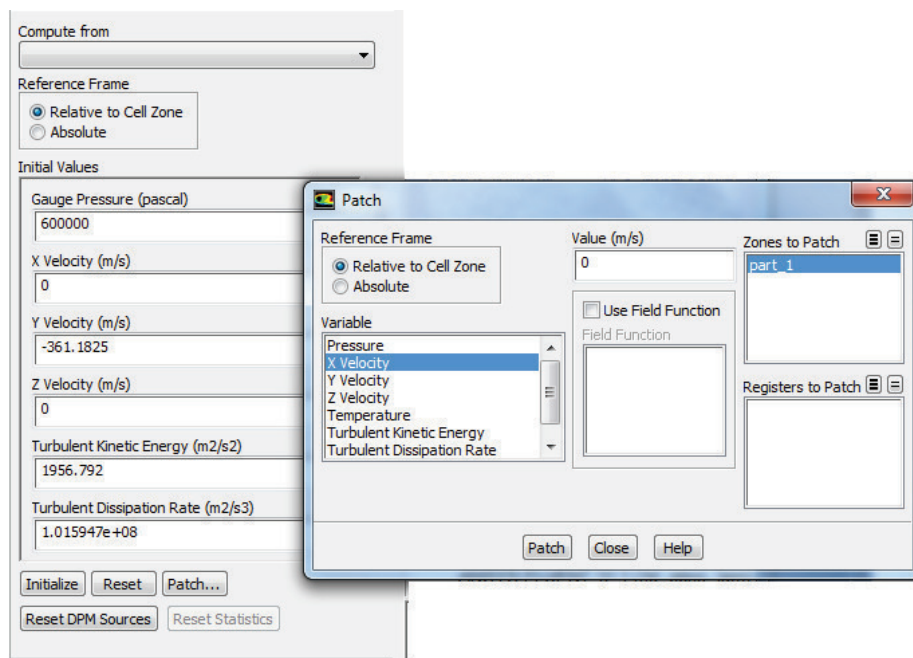 Compute from
Reference Frame
Relative to Cell Zone
Absolute
Initial Values
Gauge Pressure (pascal)
600000
X Velocity (m/s)
0
Y Velocity (m/s)
-361.1825
Z Velocity (m/s)
0
Turbulent Kinetic Energy (m2/s2)
1956.792
Turbulent Dissipation Rate (m2/s3)
1.015947e+08
Initialize Reset Patch...
Reset DPM Sources Reset Statistics
Patch
Reference Frame
Relative to Cell Zone
Absolute
Variable
Pressure
X Velocity
Y Velocity
Z Velocity
Temperature
Turbulent Kinetic Energy
Turbulent Dissipation Rate
Value (m/s)
0
Use Field Function
Field Function
Zones to Patch
part_1
Registers to Patch
Patch Close Help